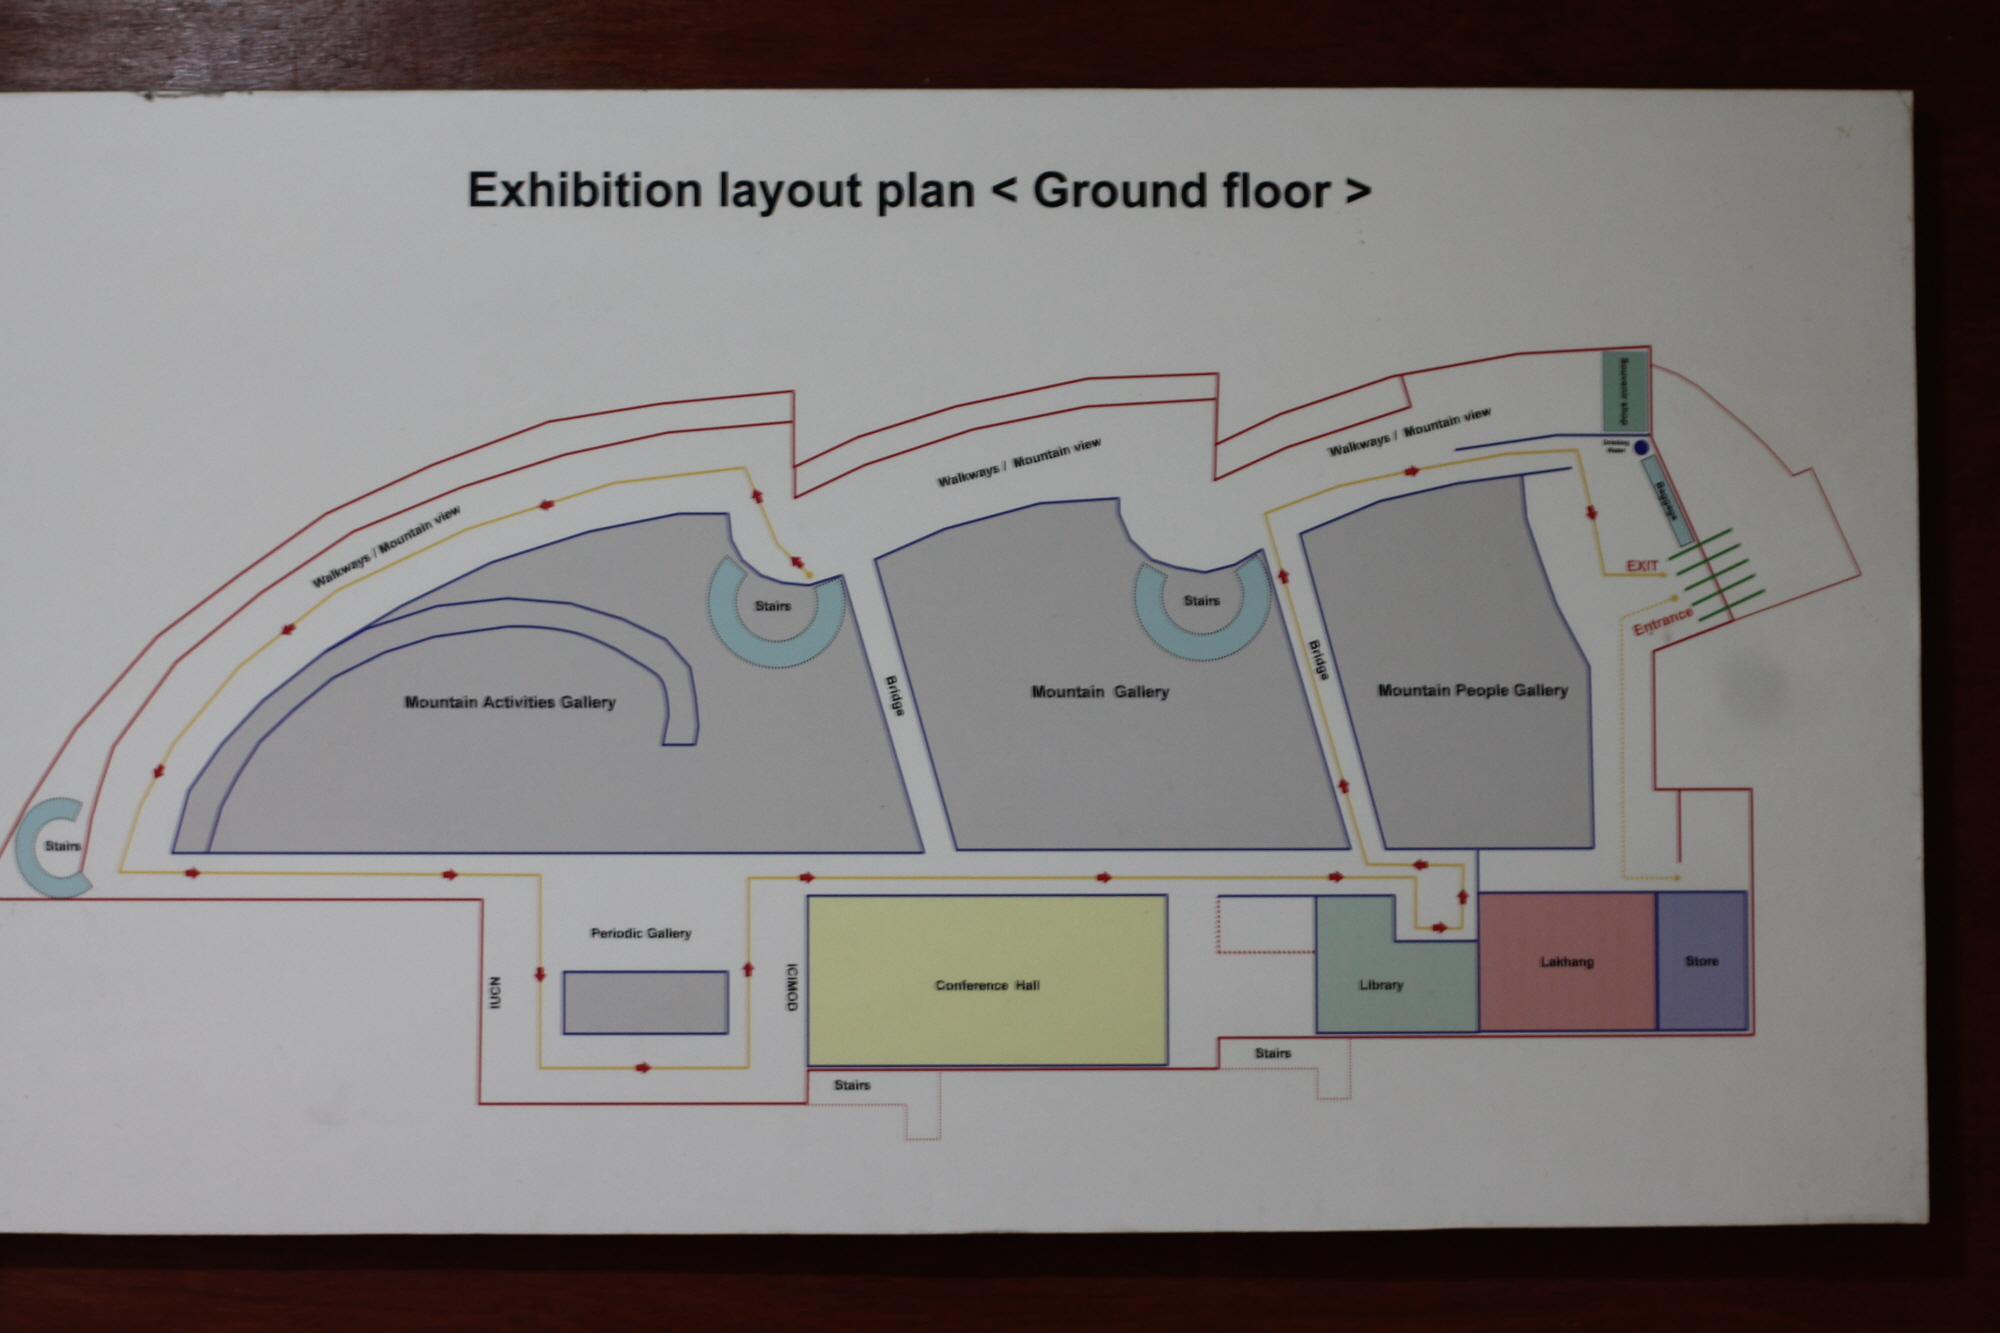 Exhibition layout plan < Ground floor >
Souvenir shop
Walkways / Mountain view
Walkways / Mountain view
Walkways / Mountain view
Baggage
EXIT
Entrance
Stairs
Stairs
Bridge
Bridge
Mountain Activities Gallery
Mountain Gallery
Mountain People Gallery
Stairs
Periodic Gallery
IUCN
ICIMOD
Conference Hall
Library
Lakhang
Store
Stairs
Stairs